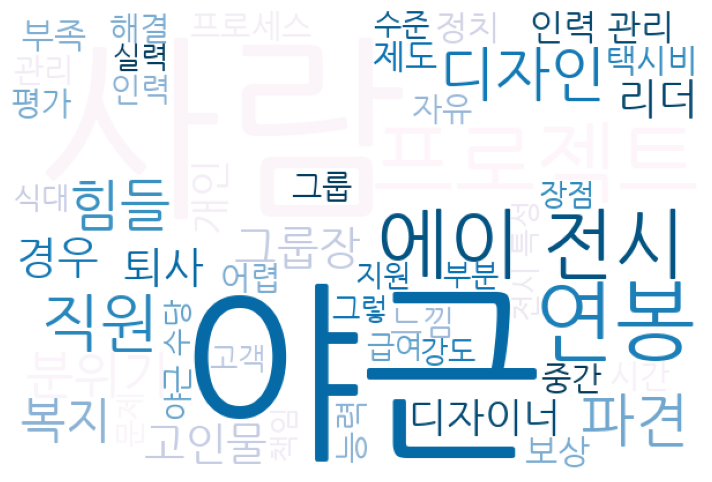 부족
해결
프로세스
수준
정치
인력 관리
관리
실력
제도
디자인
택시비
평가
인력
사람
자유
리더
프로젝트
식대
힘들
개인
그룹
장점
경우
퇴사
그룹장
에이 전시
전시 특성
어렵
지원
부분
직원
야근
연봉
야근 수당
그렇
느낌
급여
강도
분위기
고객
중간
시간
복지
문제
고인물
책임
능력
디자이너
파견
보상